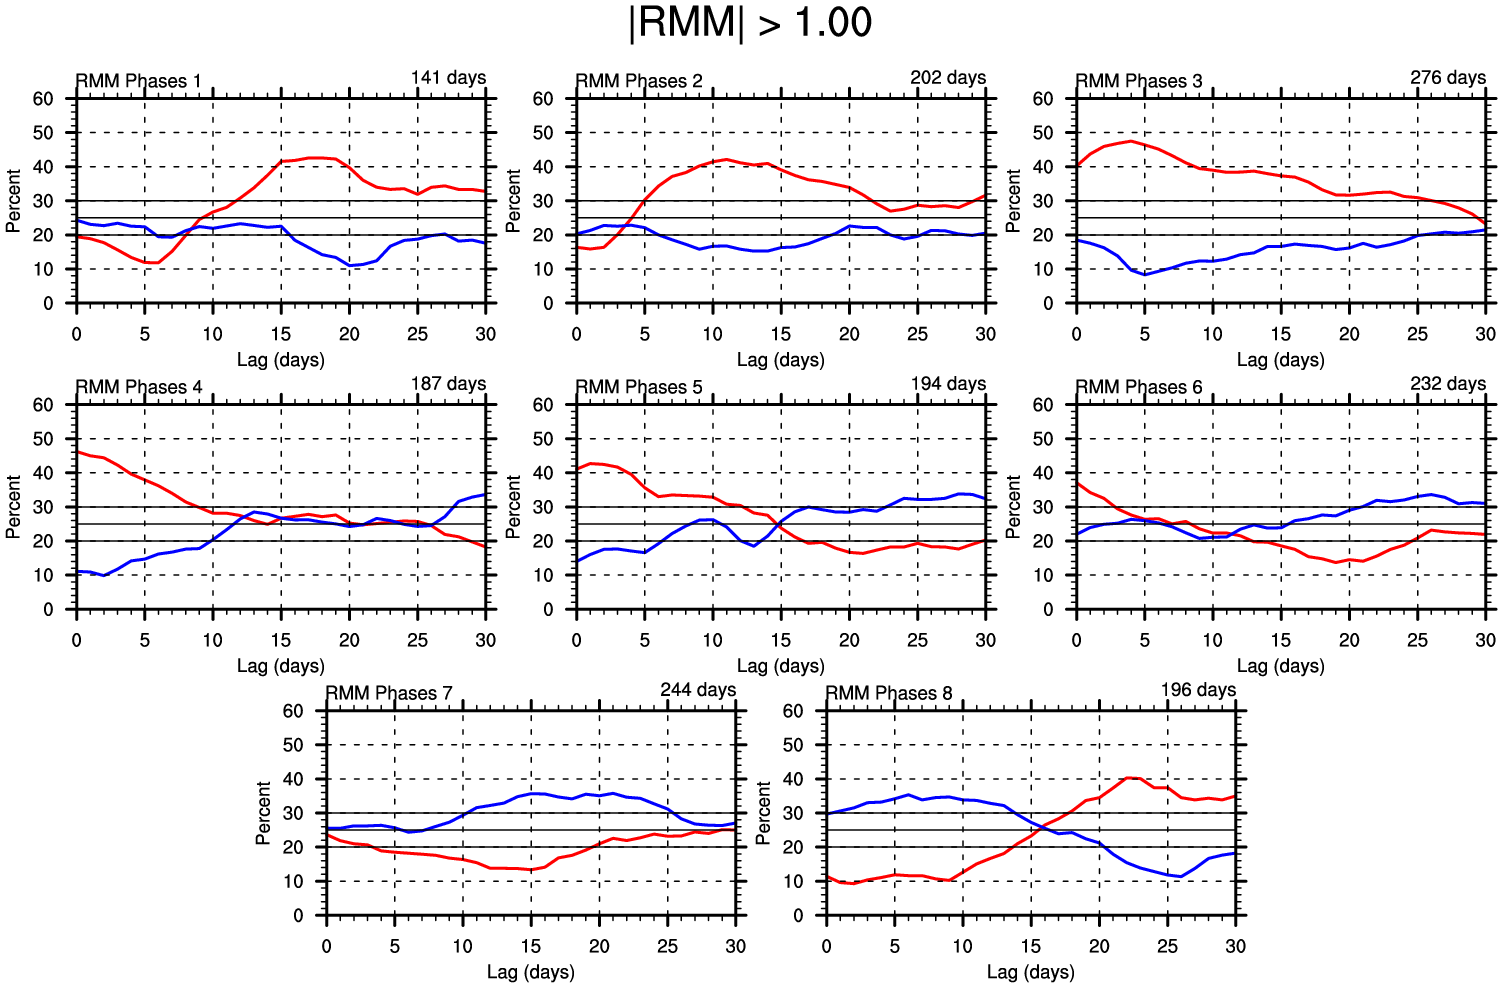 |RMM| > 1.00
RMM Phases 1 141 days
60
50
40
30
20
10
0
Percent
0 5 10 15 20 25 30
Lag (days)
RMM Phases 2 202 days
60
50
40
30
20
10
0
Percent
0 5 10 15 20 25 30
Lag (days)
RMM Phases 3 276 days
60
50
40
30
20
10
0
Percent
0 5 10 15 20 25 30
Lag (days)
RMM Phases 4 187 days
60
50
40
30
20
10
0
Percent
0 5 10 15 20 25 30
Lag (days)
RMM Phases 5 194 days
60
50
40
30
20
10
0
Percent
0 5 10 15 20 25 30
Lag (days)
RMM Phases 6 232 days
60
50
40
30
20
10
0
Percent
0 5 10 15 20 25 30
Lag (days)
RMM Phases 7 244 days
60
50
40
30
20
10
0
Percent
0 5 10 15 20 25 30
Lag (days)
RMM Phases 8 196 days
60
50
40
30
20
10
0
Percent
0 5 10 15 20 25 30
Lag (days)